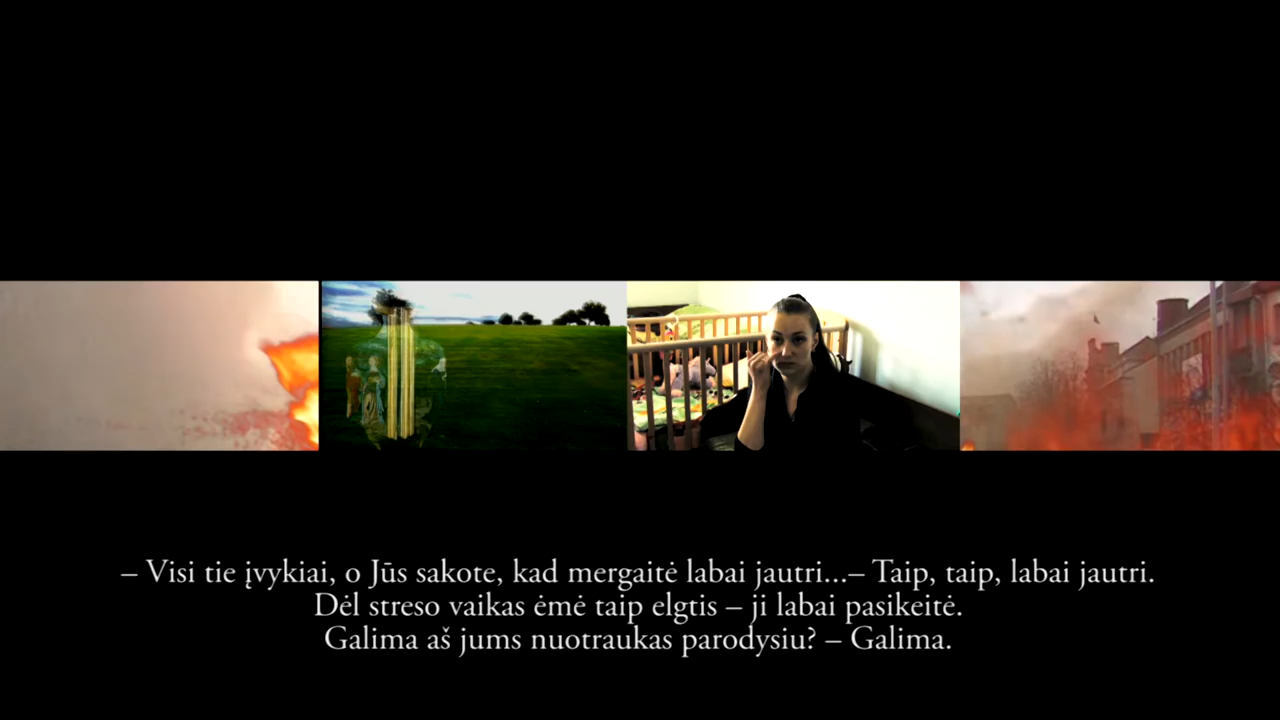 – Visi tie įvykiai, o Jūs sakote, kad mergaitė labai jautri...– Taip, taip, labai jautri.
Dėl streso vaikas ėmė taip elgtis – ji labai pasikeitė.
Galima aš jums nuotraukas parodysiu? – Galima.